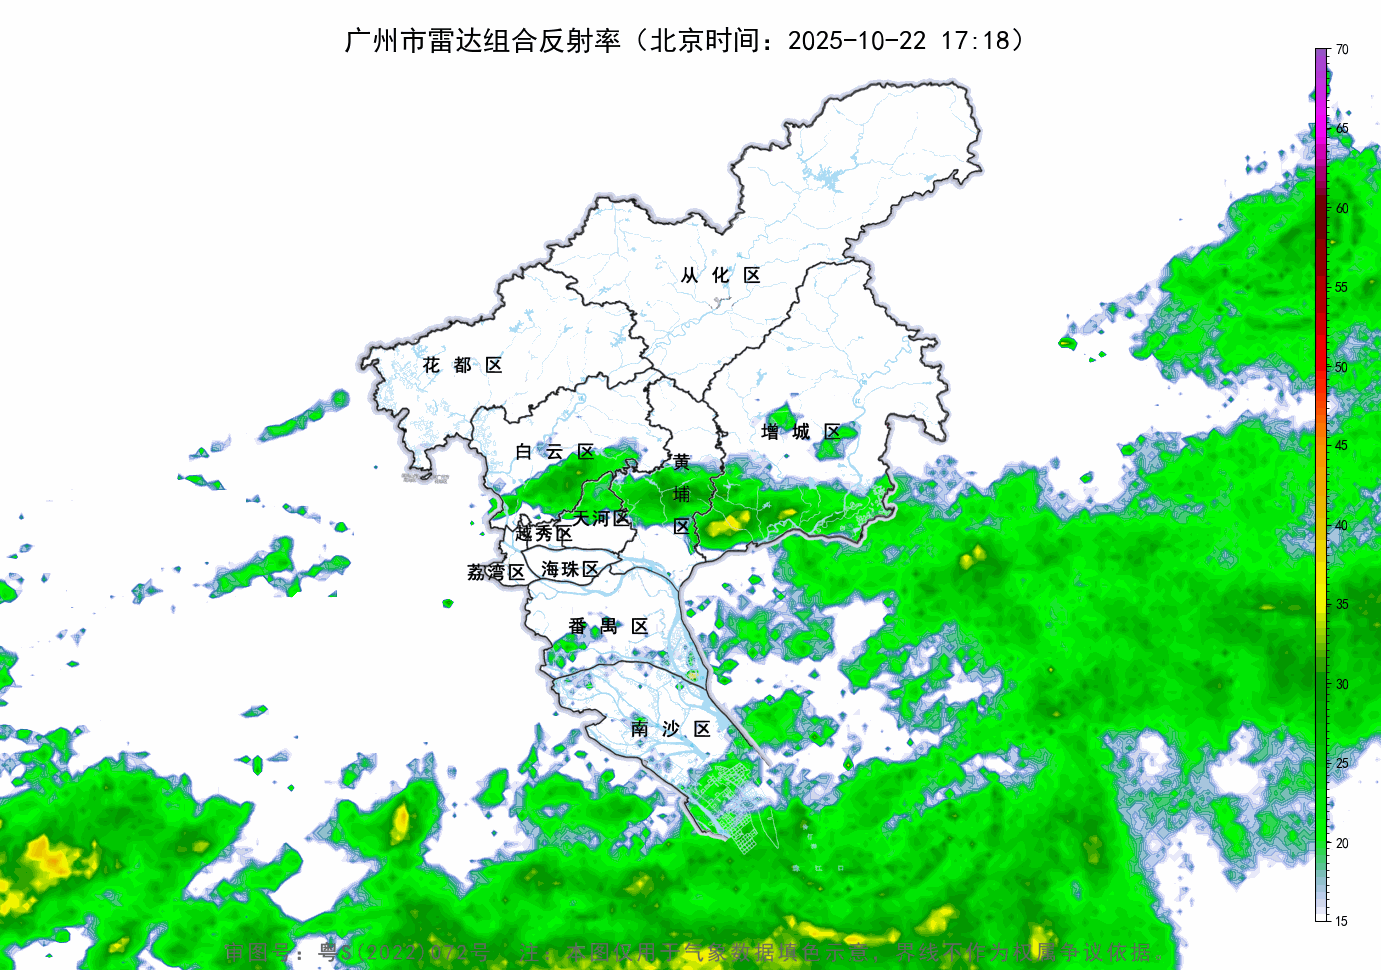 广州市雷达组合反射率（北京时间：2025-10-22 17:18）
70
65
60
55
50
45
40
35
30
25
20
15
从化区
花都区
增城区
白云区
黄埔区
天河区
越秀区
荔湾区
海珠区
番禺区
南沙区
审图号：粤S(2022)072号 注：本图仅用于气象数据填色示意，界线不作为权属争议依据。